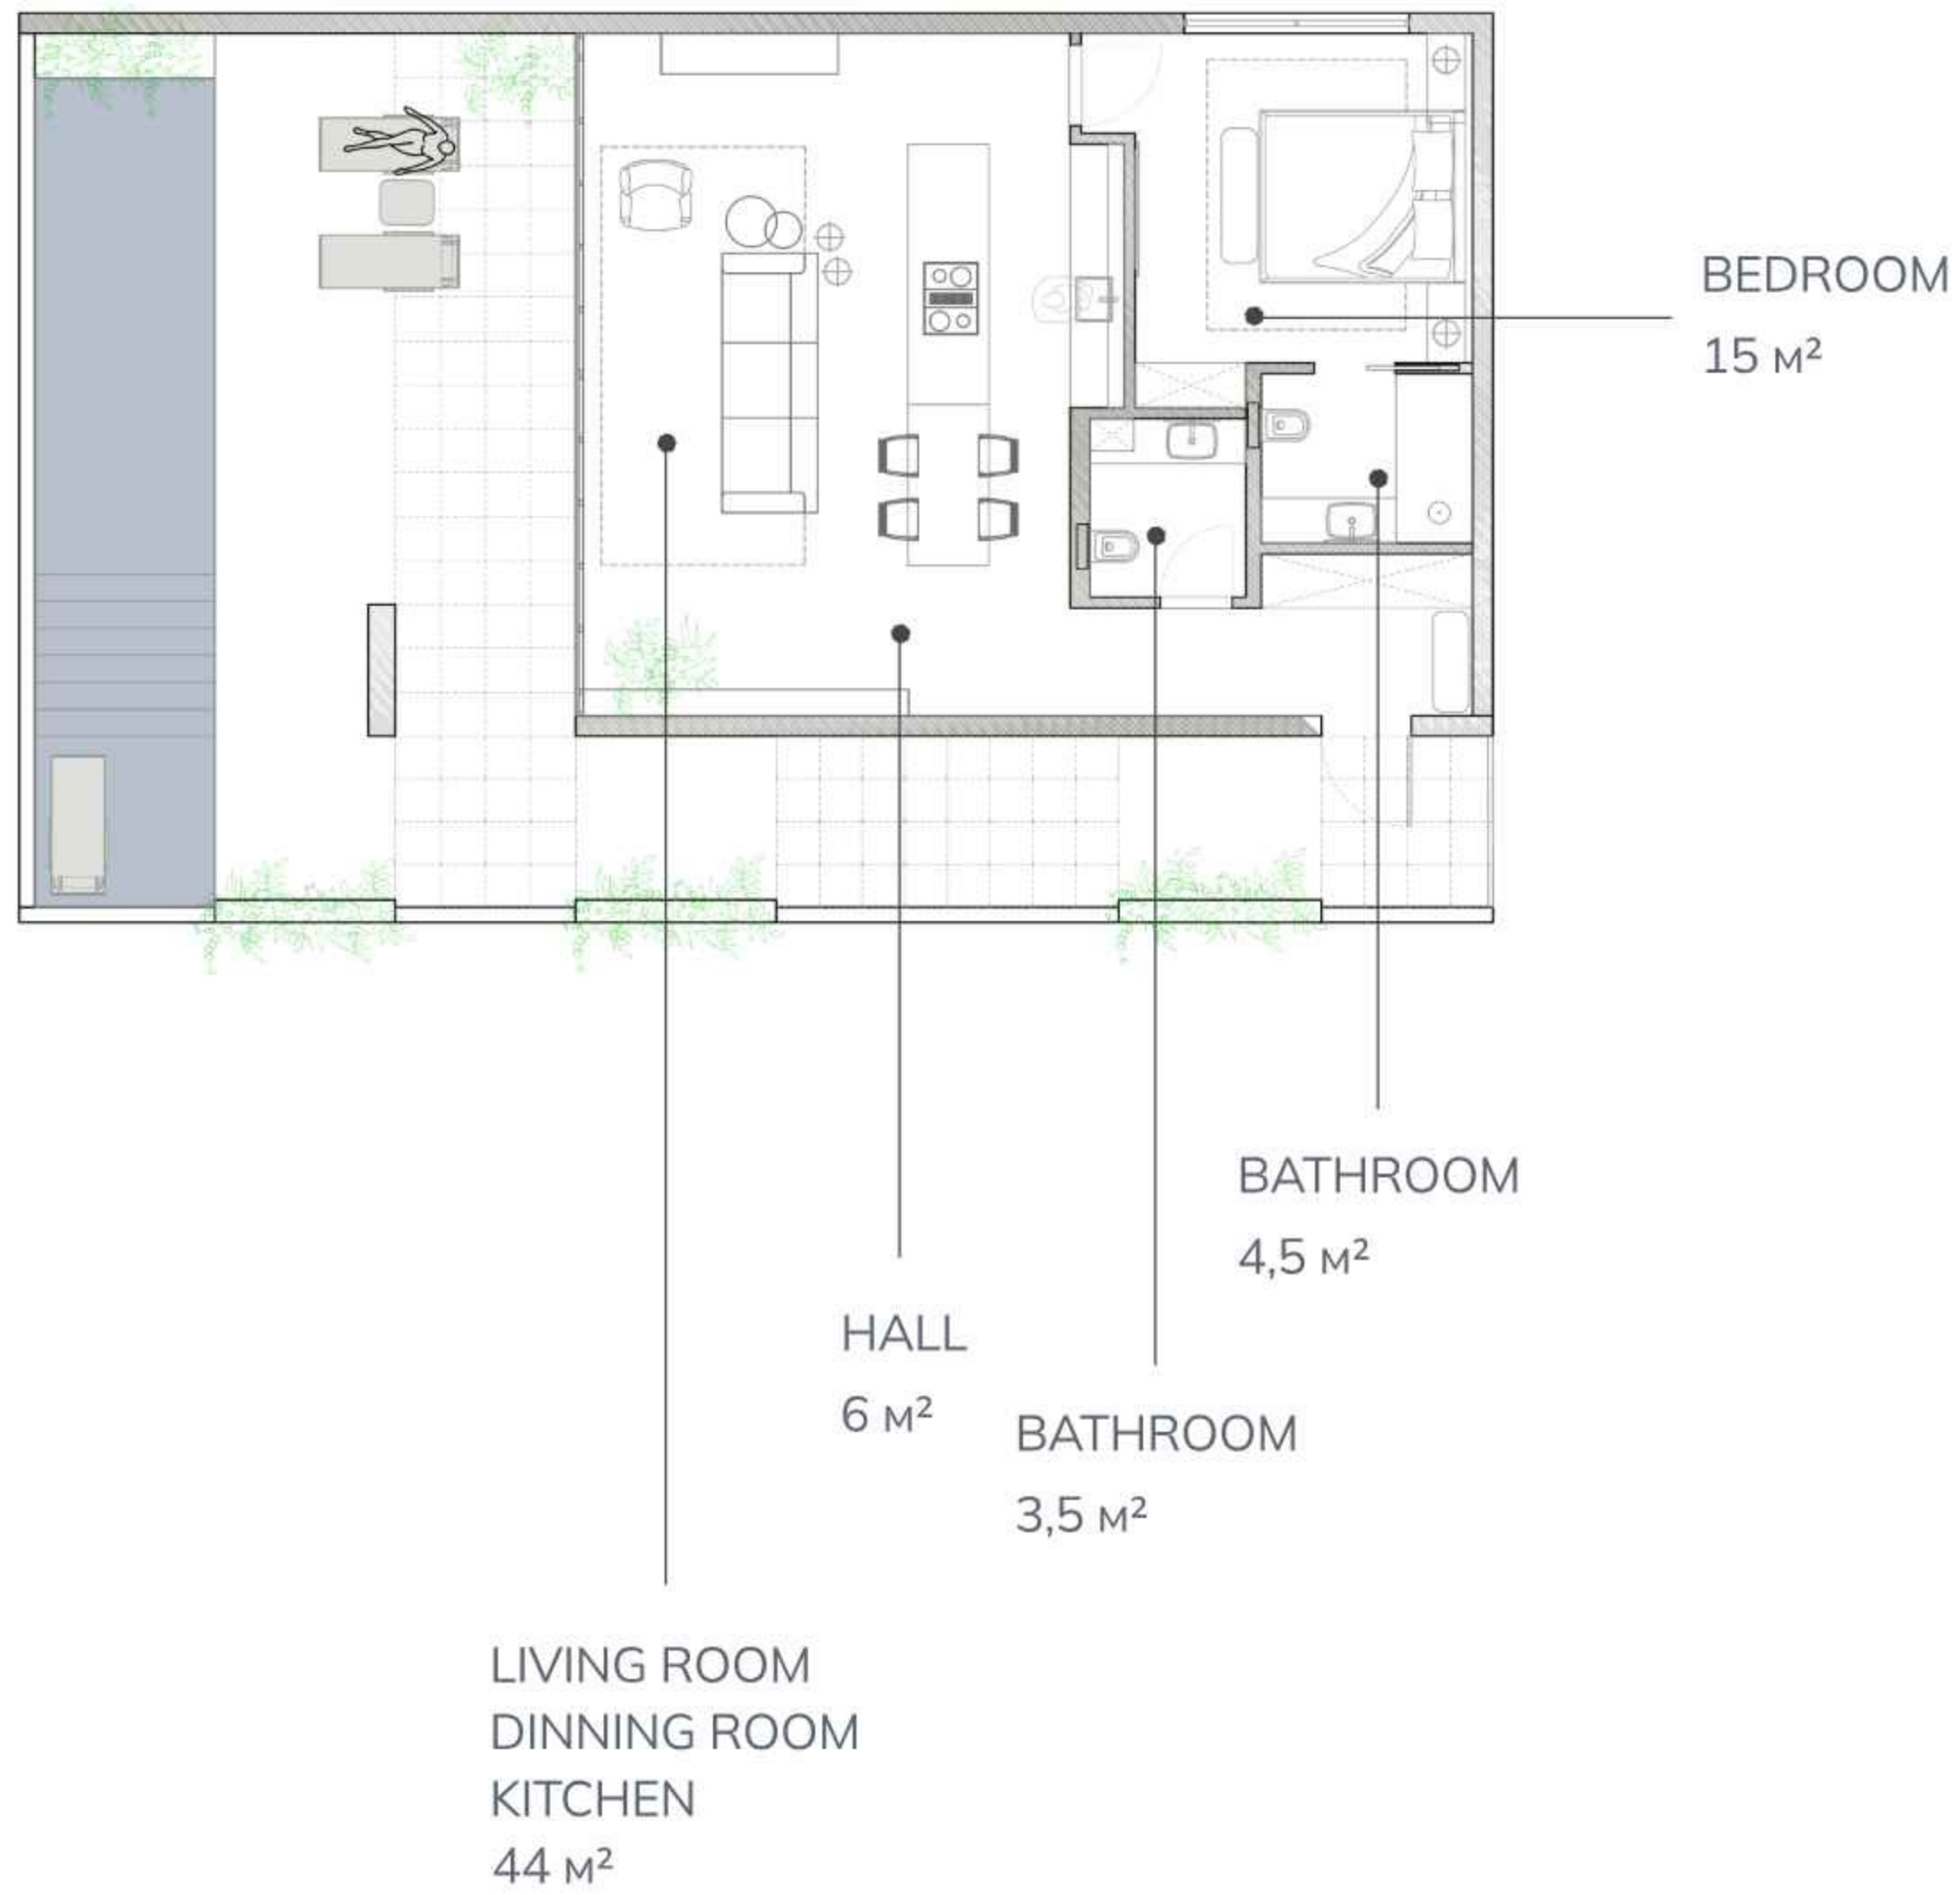 BEDROOM
15 м²
BATHROOM
4,5 м²
HALL
6 м²
BATHROOM
3,5 м²
LIVING ROOM
DINNING ROOM
KITCHEN
44 м²